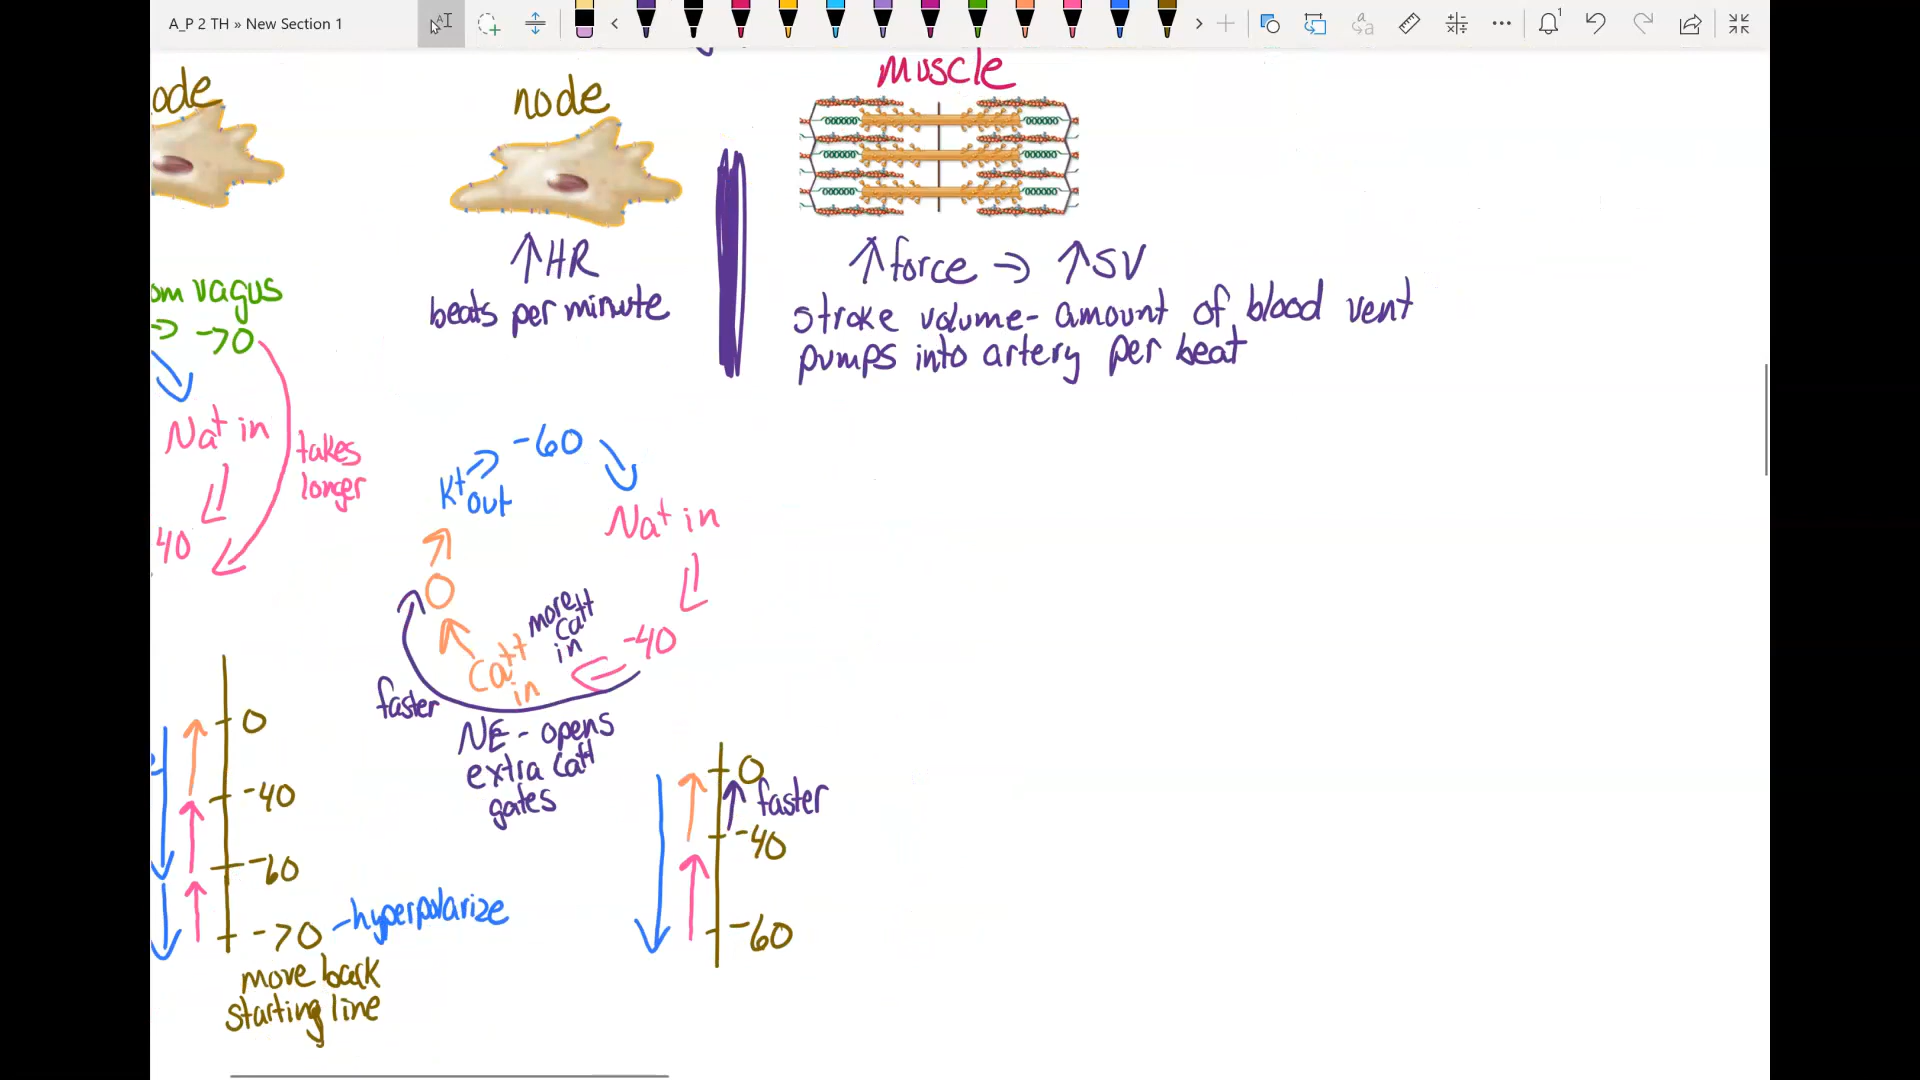 A_P 2 TH » New Section 1
ode
om vagus
-70
Na+ in
takes
longer
40
0
-40
-60
-70 - hyperpolarize
move back
starting line
node
↑HR
beats per minute
-60
K+ out
Na+ in
-40
more
Ca++
in
Ca++
in
0
faster
NE - opens
extra Ca++
gates
0
faster
-40
-60
muscle
↑force → ↑SV
stroke volume- amount of blood vent
pumps into artery per beat